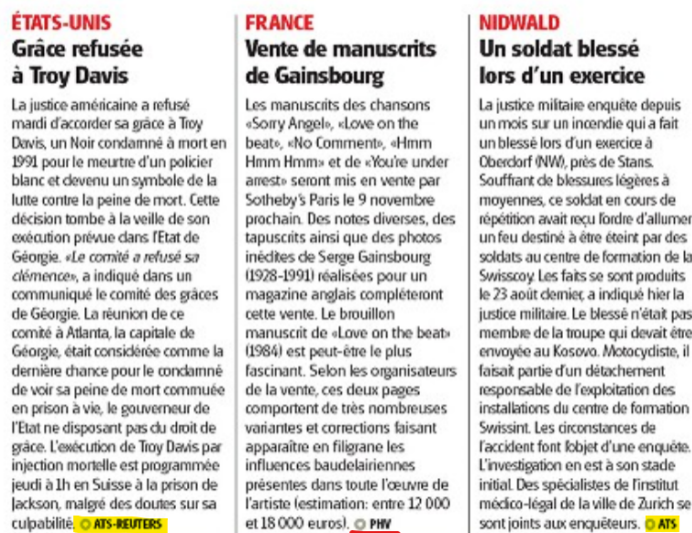 ÉTATS-UNIS
Grâce refusée
à Troy Davis
La justice américaine a refusé
mardi d'accorder sa grâce à Troy
Davis, un Noir condamné à mort en
1991 pour le meurtre d'un policier
blanc et devenu un symbole de la
lutte contre la peine de mort. Cette
décision tombe à la veille de son
exécution prévue dans l'Etat de
Géorgie. «Le comité a refusé sa
clémence», a indiqué dans un
communiqué le comité des grâces
de Géorgie. La réunion de ce
comité à Atlanta, la capitale de
Géorgie, était considérée comme la
dernière chance pour le condamné
de voir sa peine de mort commuée
en prison à vie, le gouverneur de
l'Etat ne disposant pas du droit de
grâce. L'exécution de Troy Davis par
injection mortelle est programmée
jeudi à 1h en Suisse à la prison de
Jackson, malgré des doutes sur sa
culpabilité. ATS-REUTERS
FRANCE
Vente de manuscrits
de Gainsbourg
Les manuscrits des chansons
«Sorry Angel», «Love on the
beat», «No Comment», «Hmm
Hmm Hmm» et de «You're under
arrest» seront mis en vente par
Sotheby's Paris le 9 novembre
prochain. Des notes diverses, des
tapuscrits ainsi que des photos
inédites de Serge Gainsbourg
(1928-1991) réalisées pour un
magazine anglais compléteront
cette vente. Le brouillon
manuscrit de «Love on the beat»
(1984) est peut-être le plus
fascinant. Selon les organisateurs
de la vente, ces deux pages
comportent de très nombreuses
variantes et corrections faisant
apparaître en filigrane les
influences baudelairiennes
présentes dans toute l'œuvre de
l'artiste (estimation: entre 12 000
et 18 000 euros). PHV
NIDWALD
Un soldat blessé
lors d'un exercice
La justice militaire enquête depuis
un mois sur un incendie qui a fait
un blessé lors d'un exercice à
Oberdorf (NW), près de Stans.
Souffrant de blessures légères à
moyennes, ce soldat en cours de
répétition avait reçu l'ordre d'allumer
un feu destiné à être éteint par des
soldats au centre de formation de la
Swisscoy. Les faits se sont produits
le 23 août dernier, a indiqué hier la
justice militaire. Le blessé n'était pas
membre de la troupe qui devait être
envoyée au Kosovo. Motocycliste, il
faisait partie d'un détachement
responsable de l'exploitation des
installations du centre de formation
Swissint. Les circonstances de
l'accident font l'objet d'une enquête.
L'investigation en est à son stade
initial. Des spécialistes de l'institut
médico-légal de la ville de Zurich se
sont joints aux enquêteurs. ATS